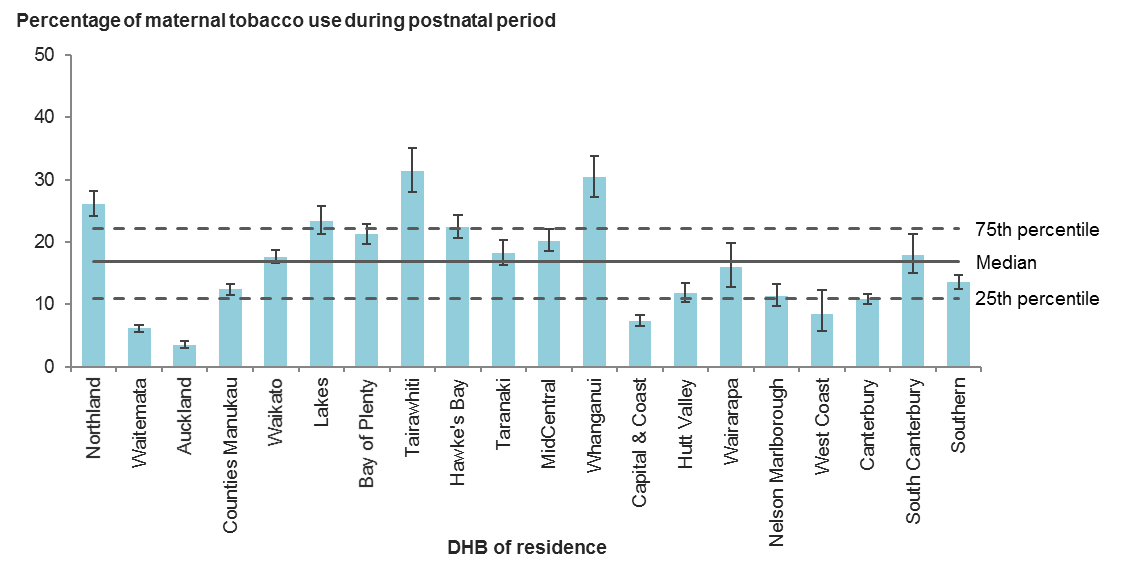 Percentage of maternal tobacco use during postnatal period
50
40
30
20
10
0
75th percentile
Median
25th percentile
Northland
Waitemata
Auckland
Counties Manukau
Waikato
Lakes
Bay of Plenty
Tairawhiti
Hawke's Bay
Taranaki
MidCentral
Whanganui
Capital & Coast
Hutt Valley
Wairarapa
Nelson Marlborough
West Coast
Canterbury
South Canterbury
Southern
DHB of residence